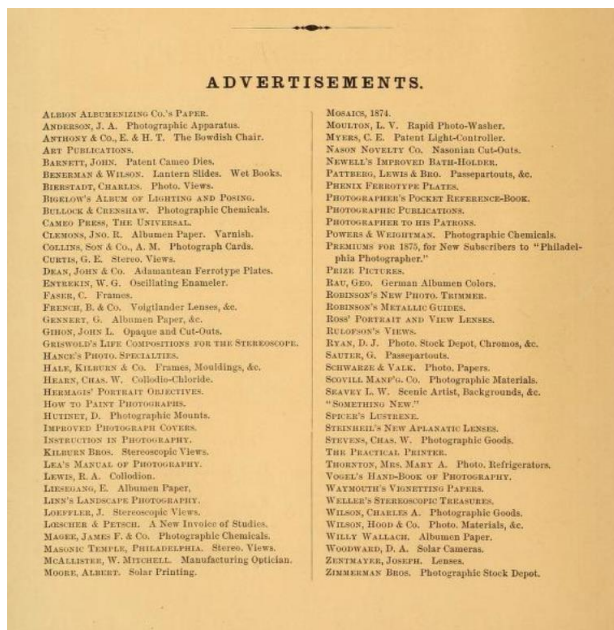 ADVERTISEMENTS.
ALBION ALBUMENIZING CO.'S PAPER.
ANDERSON, J. A. Photographic Apparatus.
ANTHONY & CO., E. & H. T. The Bowdish Chair.
ART PUBLICATIONS.
BARNETT, JOHN. Patent Cameo Dies.
BENERMAN & WILSON. Lantern Slides. Wet Books.
BIERSTADT, CHARLES. Photo. Views.
BIGELOW'S ALBUM OF LIGHTING AND POSING.
BULLOCK & CRENSHAW. Photographic Chemicals.
CAMEO PRESS, THE UNIVERSAL.
CLEMONS, JNO. R. Albumen Paper. Varnish.
COLLINS, SON & CO., A. M. Photograph Cards.
CURTIS, G. E. Stereo. Views.
DEAN, JOHN & CO. Adamantean Ferrotype Plates.
ENTREKIN, W. G. Oscillating Enameler.
FASER, C. Frames.
FRENCH, B. & CO. Voigtlander Lenses, &c.
GENNERT, G. Albumen Paper, &c.
GIHON, JOHN L. Opaque and Cut-Outs.
GRISWOLD'S LIFE COMPOSITIONS FOR THE STEREOSCOPE.
HANCE'S PHOTO. SPECIALTIES.
HALE, KILBURN & CO. Frames, Mouldings, &c.
HEARN, CHAS. W. Collodio-Chloride.
HERMAGIS' PORTRAIT OBJECTIVES.
HOW TO PAINT PHOTOGRAPHS.
HUTINET, D. Photographic Mounts.
IMPROVED PHOTOGRAPH COVERS.
INSTRUCTION IN PHOTOGRAPHY.
KILBURN BROS. Stereoscopic Views.
LEA'S MANUAL OF PHOTOGRAPHY.
LEWIS, R. A. Collodion.
LIESEGANG, E. Albumen Paper.
LINN'S LANDSCAPE PHOTOGRAPHY.
LOEFFLER, J. Stereoscopic Views.
LŒSCHER & PETSCH. A New Invoice of Studies.
MAGEE, JAMES F. & CO. Photographic Chemicals.
MASONIC TEMPLE, PHILADELPHIA. Stereo. Views.
MCALLISTER, W. MITCHELL. Manufacturing Optician.
MOORE, ALBERT. Solar Printing.
MOSAICS, 1874.
MOULTON, L. V. Rapid Photo-Washer.
MYERS, C. E. Patent Light-Controller.
NASON NOVELTY CO. Nasonian Cut-Outs.
NEWELL'S IMPROVED BATH-HOLDER.
PATTBERG, LEWIS & BRO. Passepartouts, &c.
PHENIX FERROTYPE PLATES.
PHOTOGRAPHER'S POCKET REFERENCE-BOOK.
PHOTOGRAPHIC PUBLICATIONS.
PHOTOGRAPHER TO HIS PATRONS.
POWERS & WEIGHTMAN. Photographic Chemicals.
PREMIUMS FOR 1875, for New Subscribers to "Philadel-
phia Photographer."
PRIZE PICTURES.
RAU, GEO. German Albumen Colors.
ROBINSON'S NEW PHOTO. TRIMMER.
ROBINSON'S METALLIC GUIDES.
ROSS' PORTRAIT AND VIEW LENSES.
RULOFSON'S VIEWS.
RYAN, D. J. Photo. Stock Depot, Chromos, &c.
SAUTER, G. Passepartouts.
SCHWARZE & VALK. Photo. Papers.
SCOVILL MANF'G. CO. Photographic Materials.
SEAVEY L. W. Scenic Artist, Backgrounds, &c.
"SOMETHING NEW."
SPICER'S LUSTRENE.
STEINHEIL'S NEW APLANATIC LENSES.
STEVENS, CHAS. W. Photographic Goods.
THE PRACTICAL PRINTER.
THORNTON, MRS. MARY A. Photo. Refrigerators.
VOGEL'S HAND-BOOK OF PHOTOGRAPHY.
WAYMOUTH'S VIGNETTING PAPERS.
WELLER'S STEREOSCOPIC TREASURES.
WILSON, CHARLES A. Photographic Goods.
WILSON, HOOD & CO. Photo. Materials, &c.
WILLY WALLACH. Albumen Paper.
WOODWARD, D. A. Solar Cameras.
ZENTMAYER, JOSEPH. Lenses.
ZIMMERMAN BROS. Photographic Stock Depot.